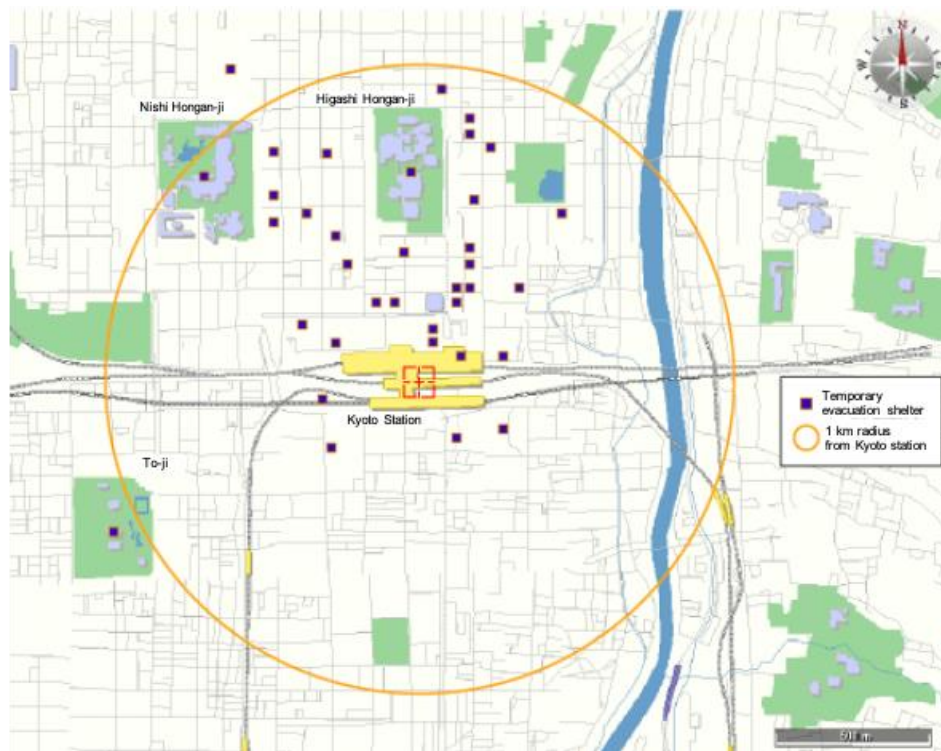 N
W
S
Nishi Hongan-ji
Higashi Hongan-ji
Temporary
evacuation shelter
1 km radius
from Kyoto station
Kyoto Station
To-ji